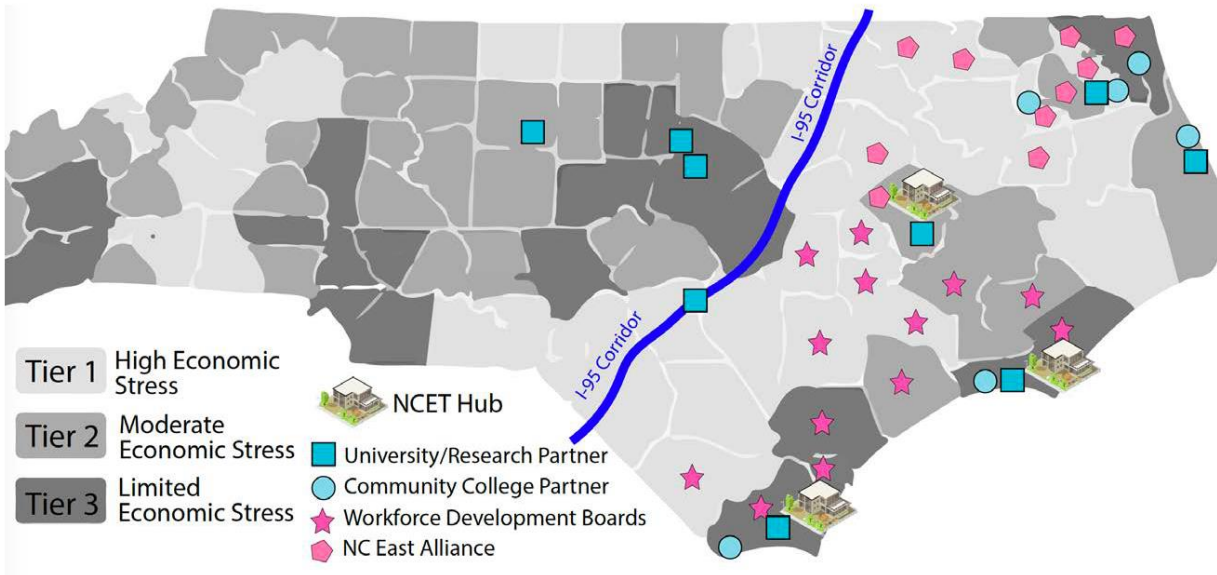 I-95 Corridor
I-95 Corridor
Tier 1
High Economic
Stress
Tier 2
Moderate
Economic Stress
Tier 3
Limited
Economic Stress
NCET Hub
University/Research Partner
Community College Partner
Workforce Development Boards
NC East Alliance